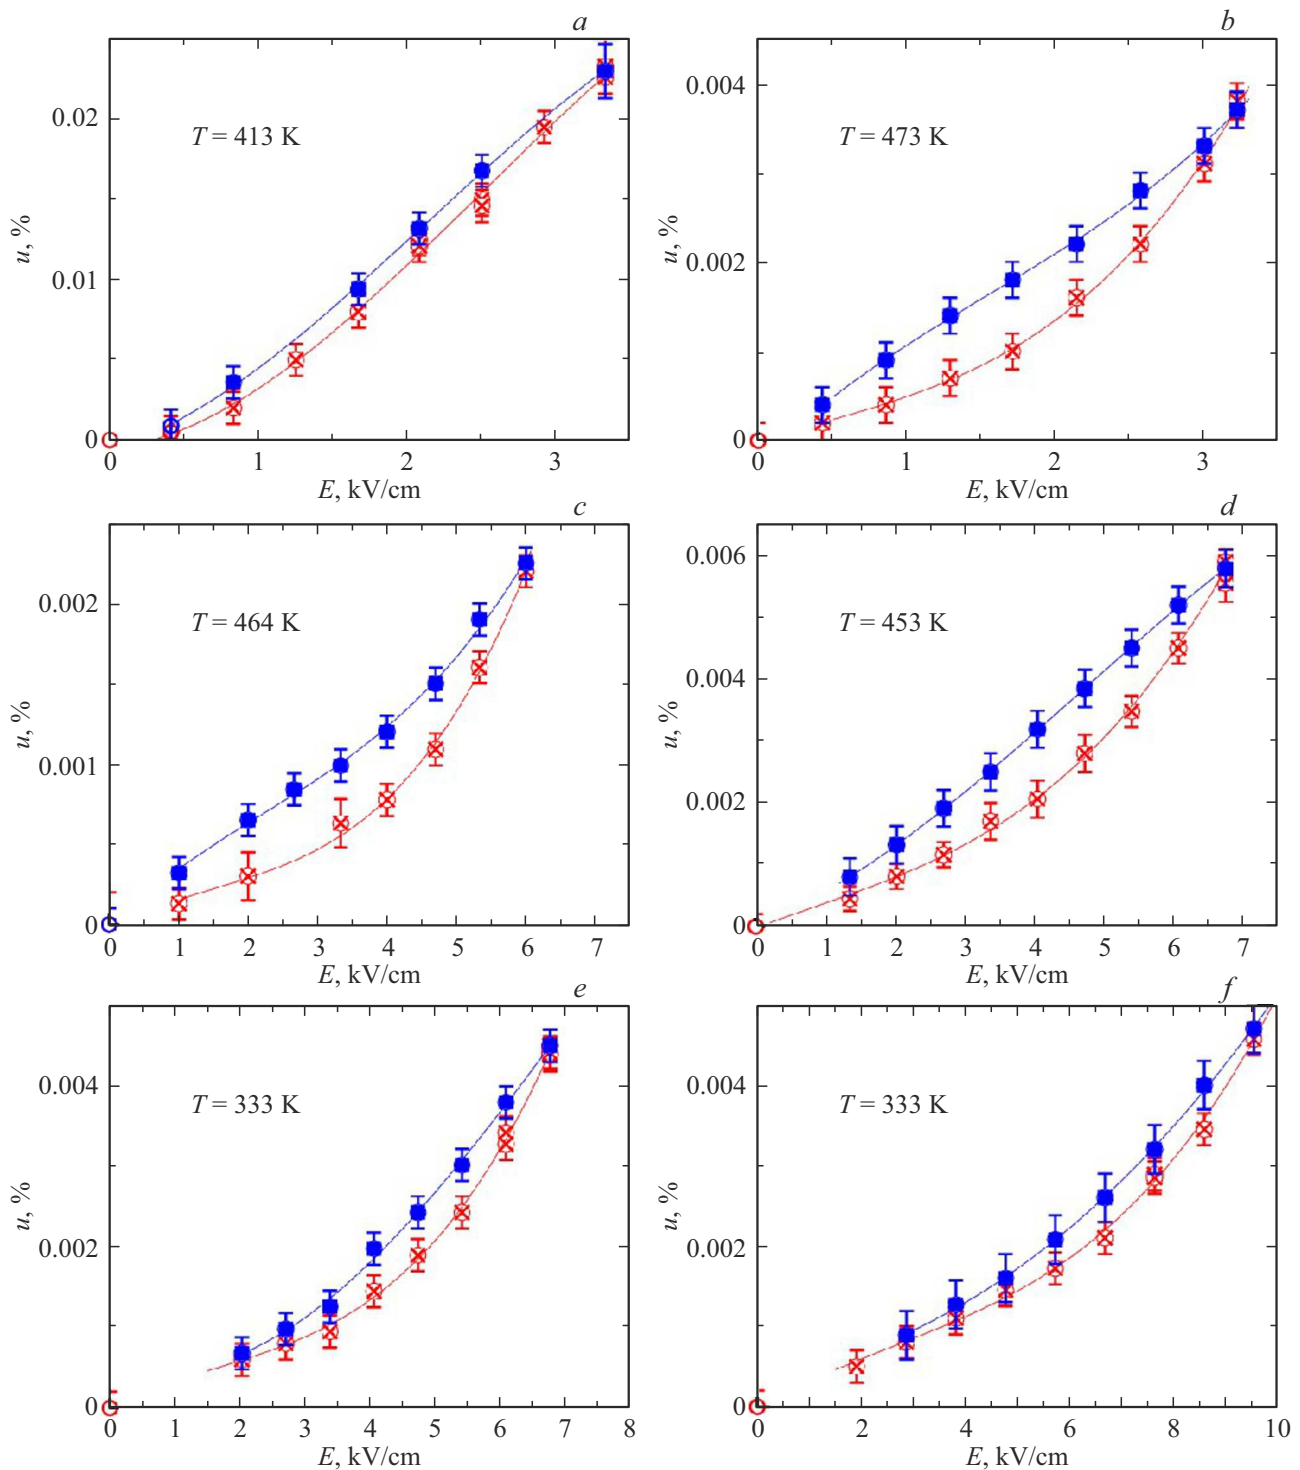 a
0.02
0.01
0
u, %
T = 413 K
0 1 2 3
E, kV/cm
b
0.004
0.002
0
u, %
T = 473 K
0 1 2 3
E, kV/cm
c
0.002
0.001
0
u, %
T = 464 K
0 1 2 3 4 5 6 7
E, kV/cm
d
0.006
0.004
0.002
0
u, %
T = 453 K
0 1 2 3 4 5 6 7
E, kV/cm
e
0.004
0.002
0
u, %
T = 333 K
0 1 2 3 4 5 6 7 8
E, kV/cm
f
0.004
0.002
0
u, %
T = 333 K
0 2 4 6 8 10
E, kV/cm